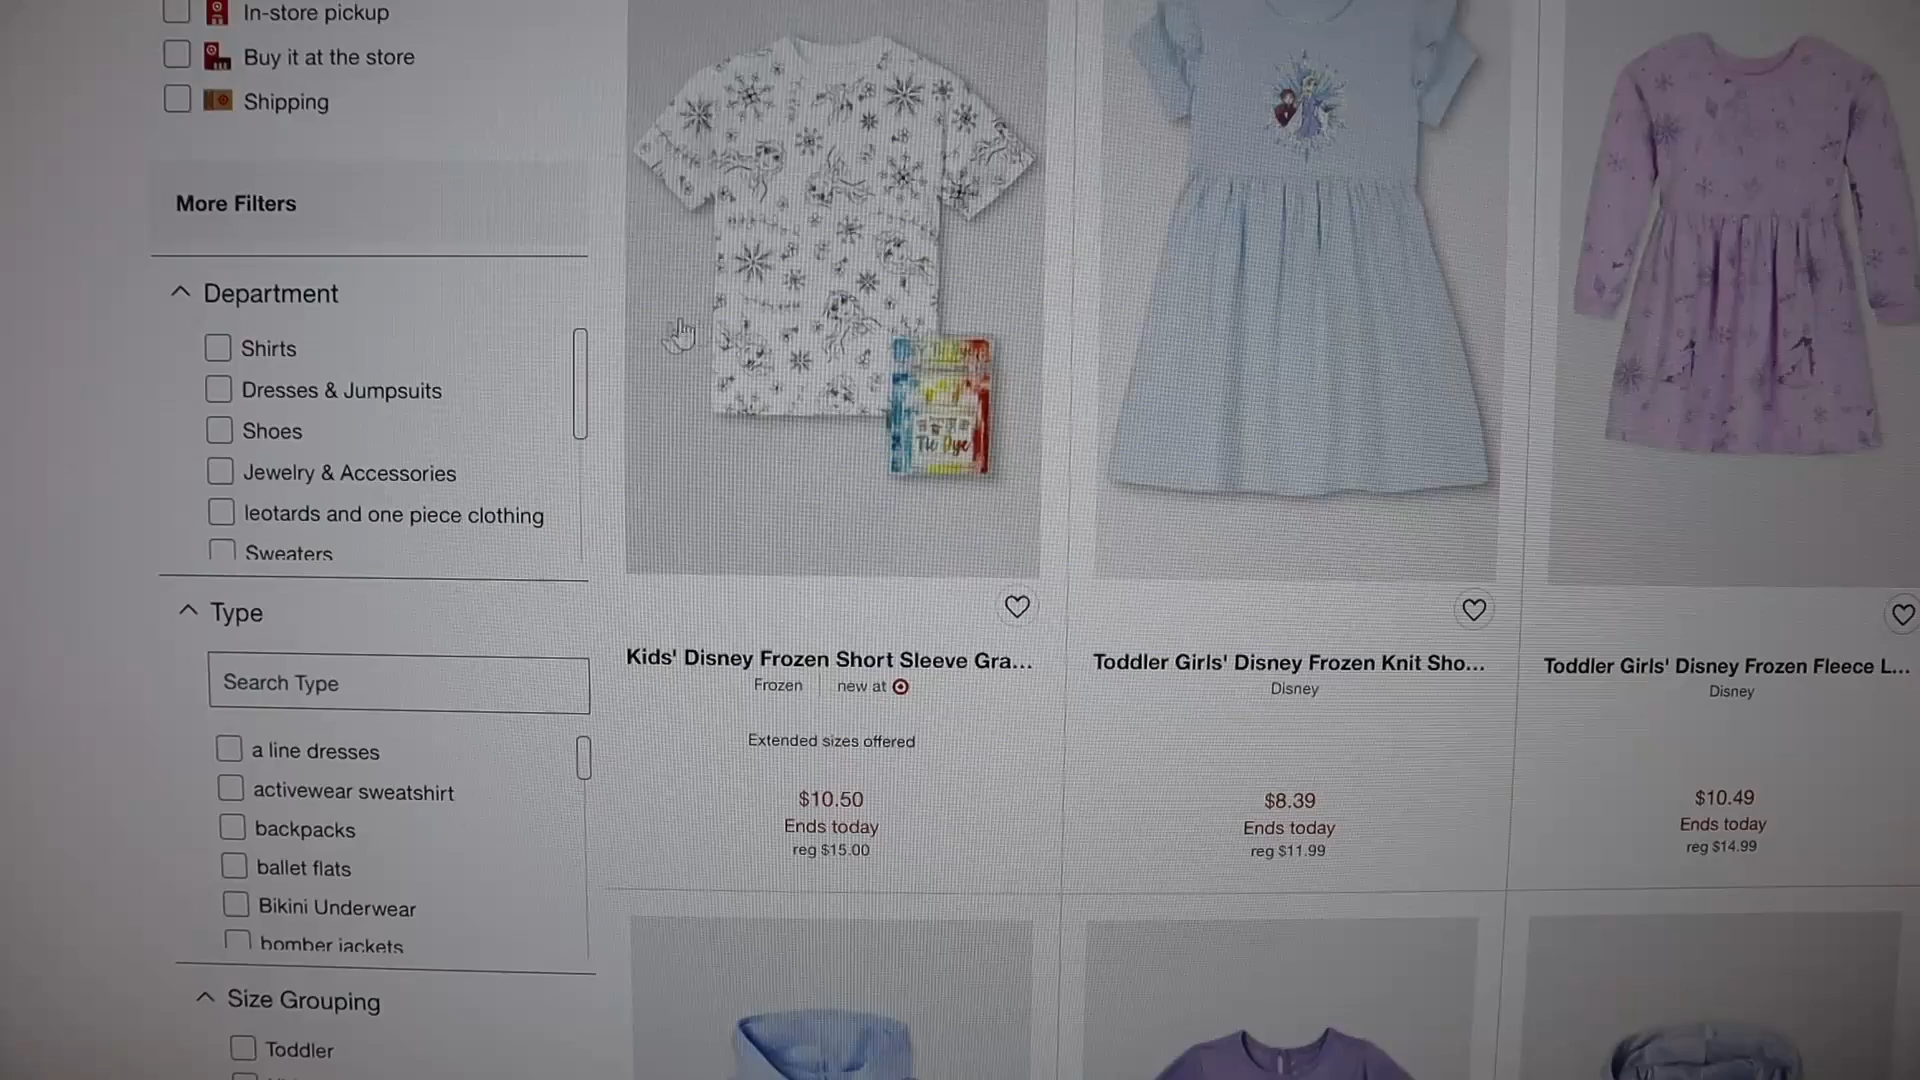 In-store pickup
Buy it at the store
Shipping
More Filters
Department
Shirts
Dresses & Jumpsuits
Shoes
Jewelry & Accessories
leotards and one piece clothing
Sweaters
Type
Search Type
a line dresses
activewear sweatshirt
backpacks
ballet flats
Bikini Underwear
bomber jackets
Size Grouping
Toddler
Tie Dye
Kids' Disney Frozen Short Sleeve Gra...
Frozen new at
Extended sizes offered
$10.50
Ends today
reg $15.00
Toddler Girls' Disney Frozen Knit Sho...
Disney
$8.39
Ends today
reg $11.99
Toddler Girls' Disney Frozen Fleece L...
Disney
$10.49
Ends today
reg $14.99